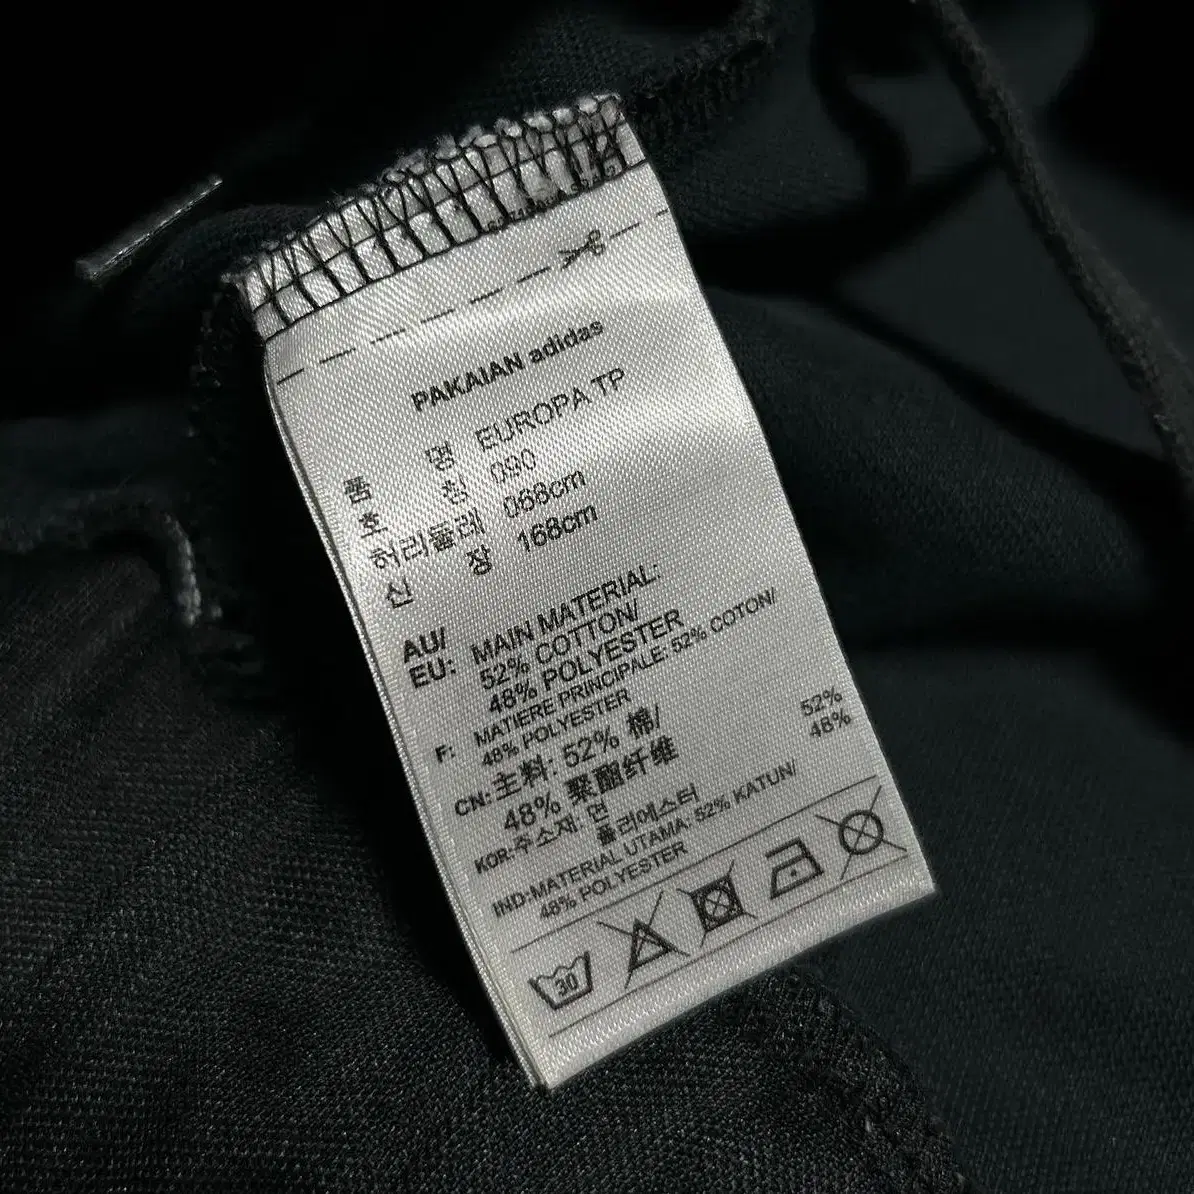 PAKAIAN adidas
품 명 EUROPA TP
호 칭 090
허리둘레 068cm
신 장 168cm
AU/
EU: MAIN MATERIAL:
52% COTTON/
48% POLYESTER
F: MATIERE PRINCIPALE: 52% COTON/
48% POLYESTER
CN: 主料: 52% 棉/
48% 聚酯纤维
KOR-주소재: 면 52%
폴리에스터 48%
IND-MATERIAL UTAMA: 52% KATUN/
48% POLYESTER
30